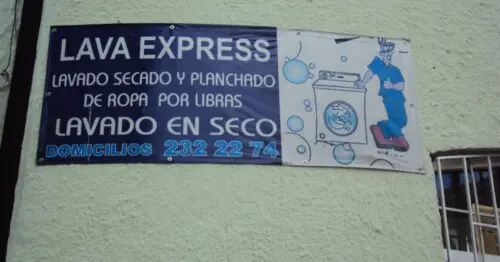 LAVA EXPRESS
LAVADO SECADO Y PLANCHADO
DE ROPA POR LIBRAS
LAVADO EN SECO
DOMICILIOS 232 22 74